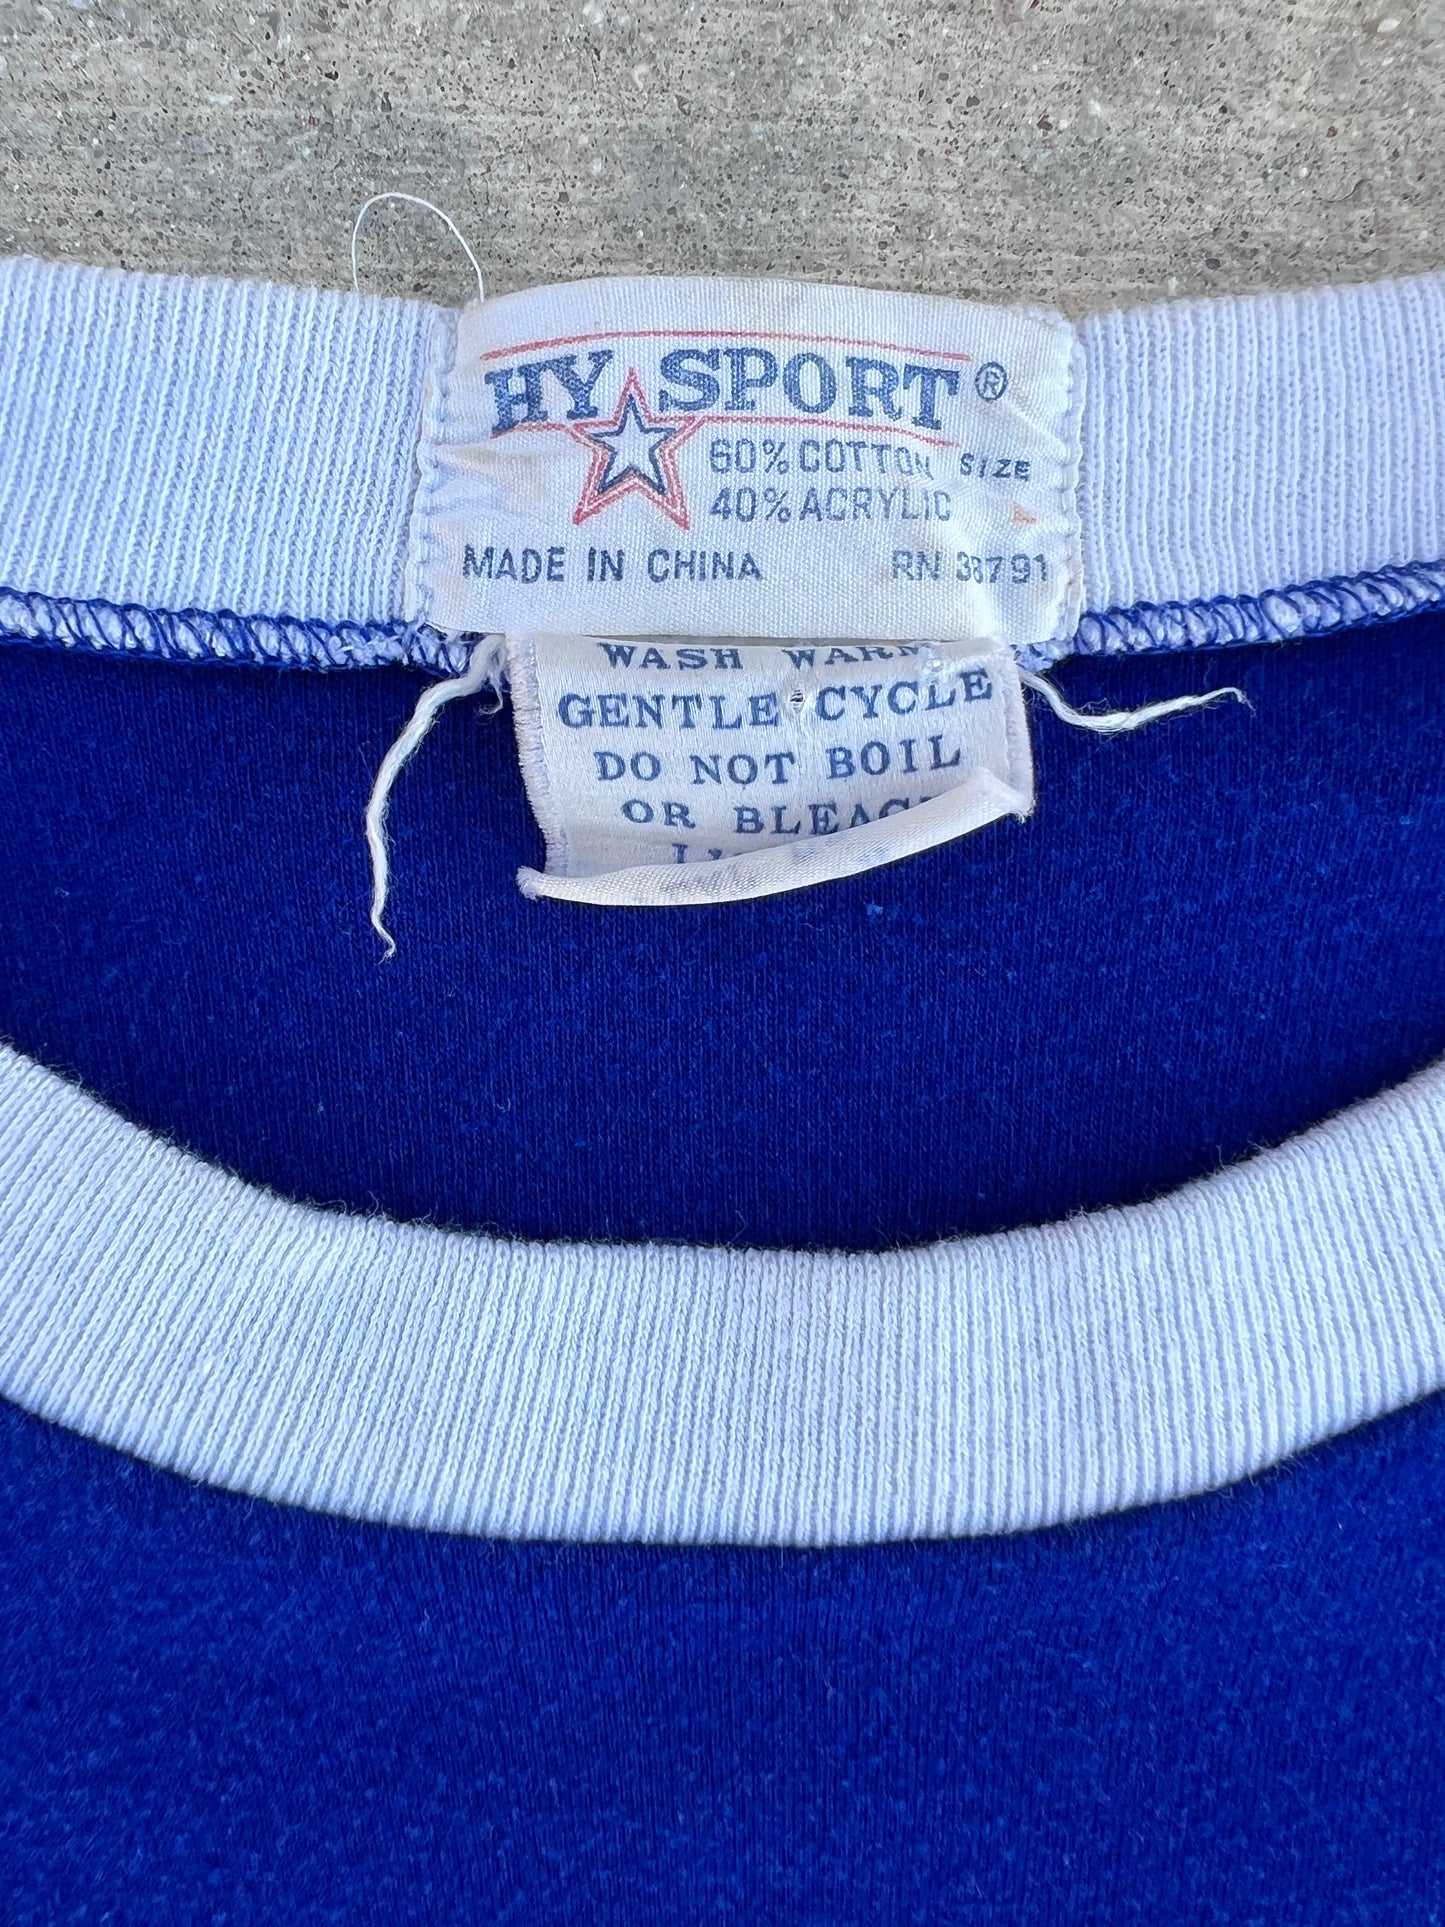 HY SPORT®
60% COTTON SIZE
40% ACRYLIC
MADE IN CHINA RN 38791
WASH WARM
GENTLE CYCLE
DO NOT BOIL
OR BLEACH